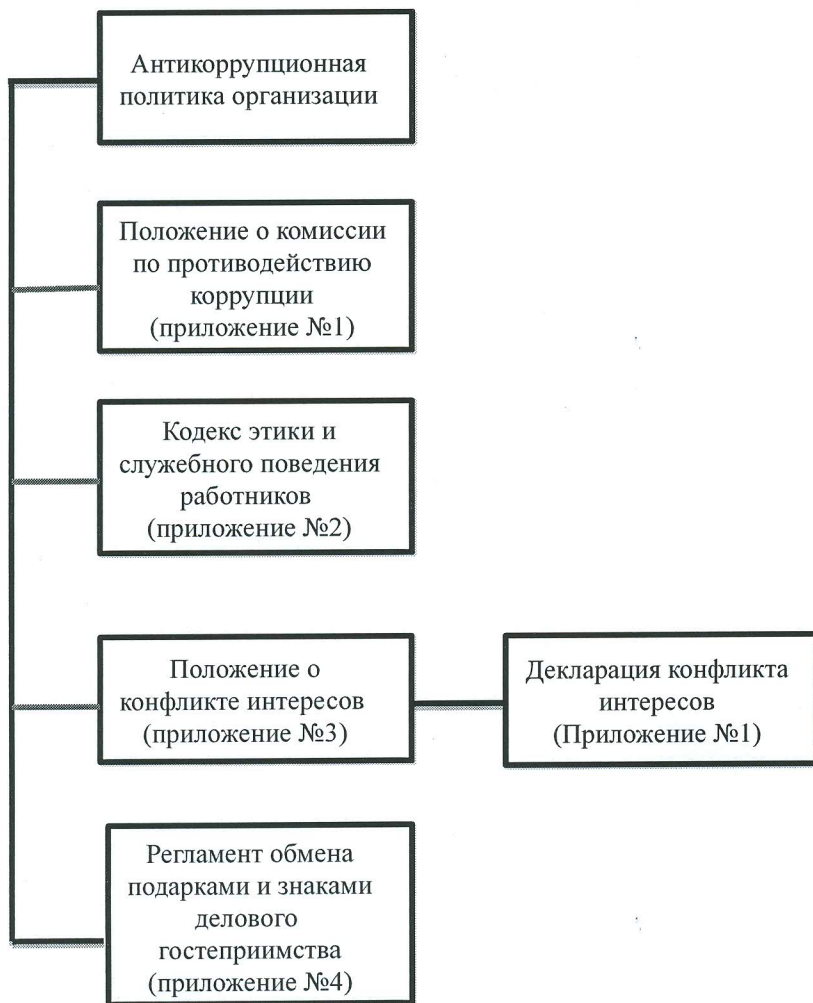 Антикоррупционная
политика организации
Положение о комиссии
по противодействию
коррупции
(приложение №1)
Кодекс этики и
служебного поведения
работников
(приложение №2)
Положение о
конфликте интересов
(приложение №3)
Декларация конфликта
интересов
(Приложение №1)
Регламент обмена
подарками и знаками
делового
гостеприимства
(приложение №4)